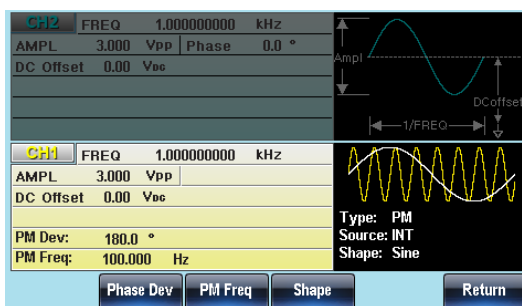 CH2 FREQ 1.000000000 kHz
AMPL 3.000 VPP Phase 0.0 °
DC Offset 0.00 VDC
Ampl
DCoffset
1/FREQ
CH1 FREQ 1.000000000 kHz
AMPL 3.000 VPP
DC Offset 0.00 VDC
PM Dev: 180.0 °
PM Freq: 100.000 Hz
Type: PM
Source: INT
Shape: Sine
Phase Dev PM Freq Shape Return